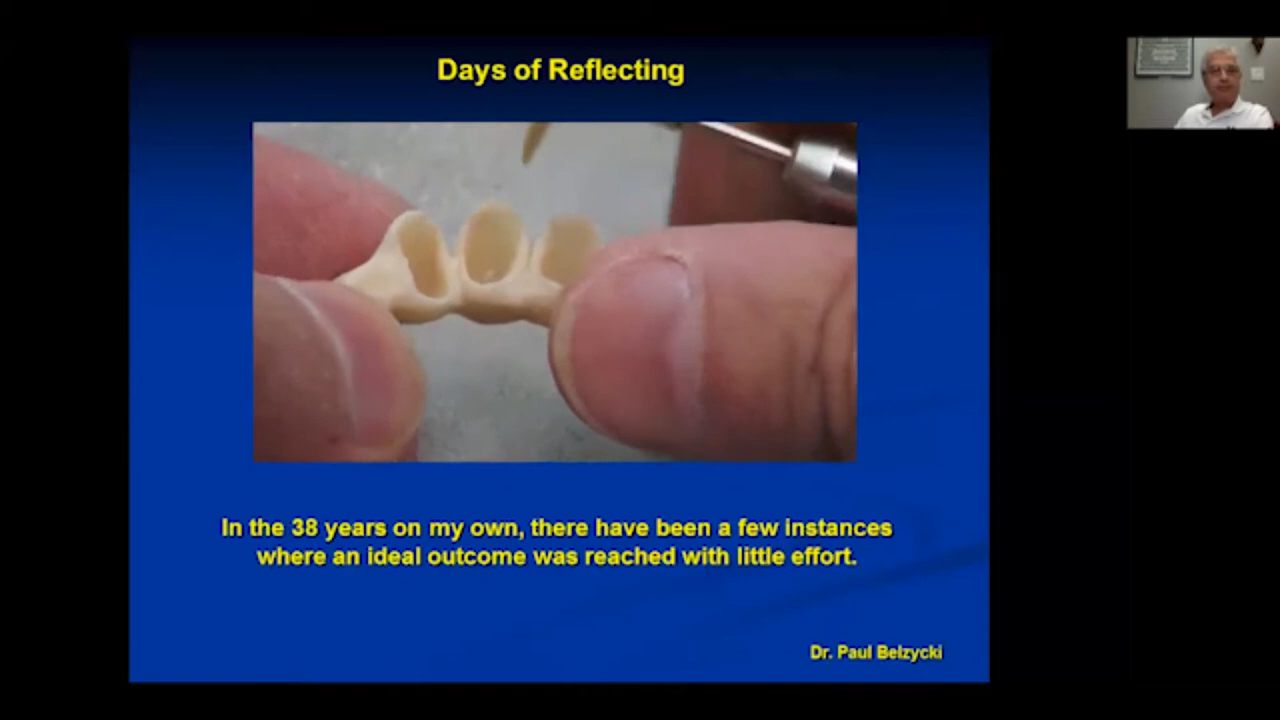 Days of Reflecting
In the 38 years on my own, there have been a few instances
where an ideal outcome was reached with little effort.
Dr. Paul Belzycki